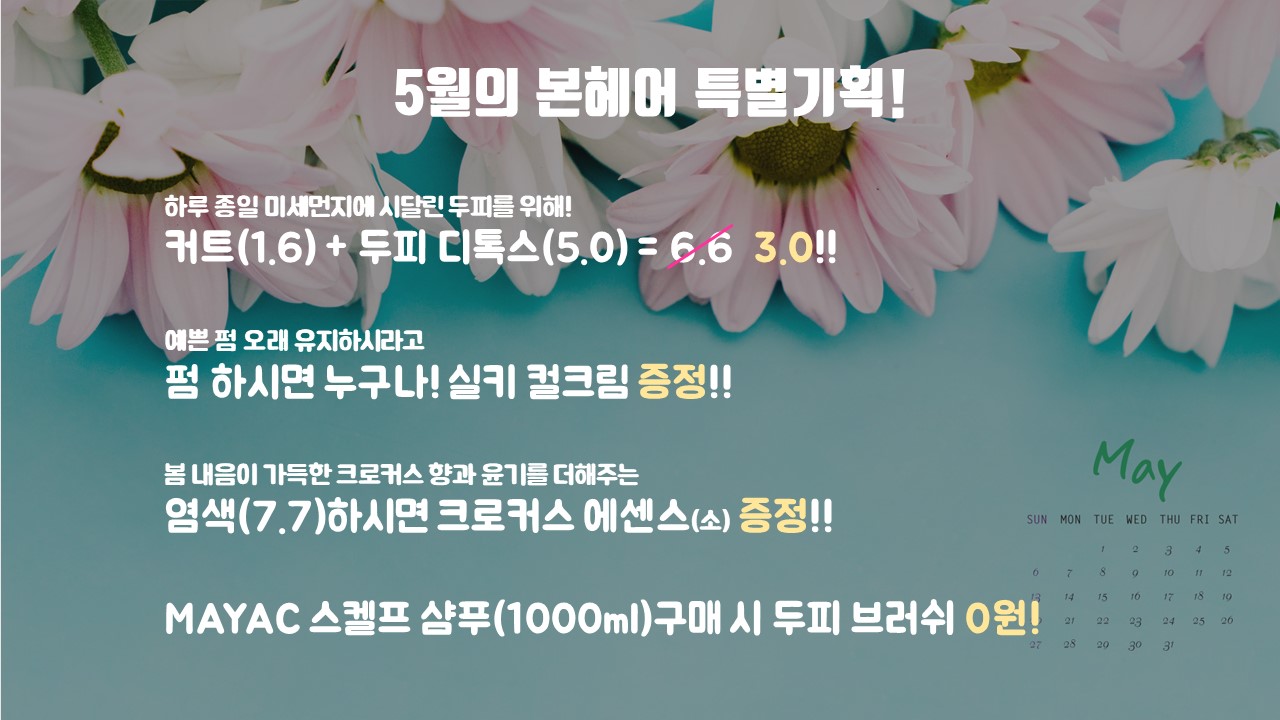 5월의 본헤어 특별기획!
하루 종일 미세먼지에 시달린 두피를 위해!
커트(1.6) + 두피 디톡스(5.0) = 6.6 3.0!!
예쁜 펌 오래 유지하시라고
펌 하시면 누구나! 실키 컬크림 증정!!
봄 내음이 가득한 크로커스 향과 윤기를 더해주는
염색(7.7)하시면 크로커스 에센스(소) 증정!!
MAYAC 스켈프 샴푸(1000ml)구매 시 두피 브러쉬 0원!
May
SUN MON TUE WED THU FRI SAT
1 2 3 4 5
6 7 8 9 10 11 12
13 14 15 16 17 18 19
21 22 23 24 25 26
27 28 29 30 31